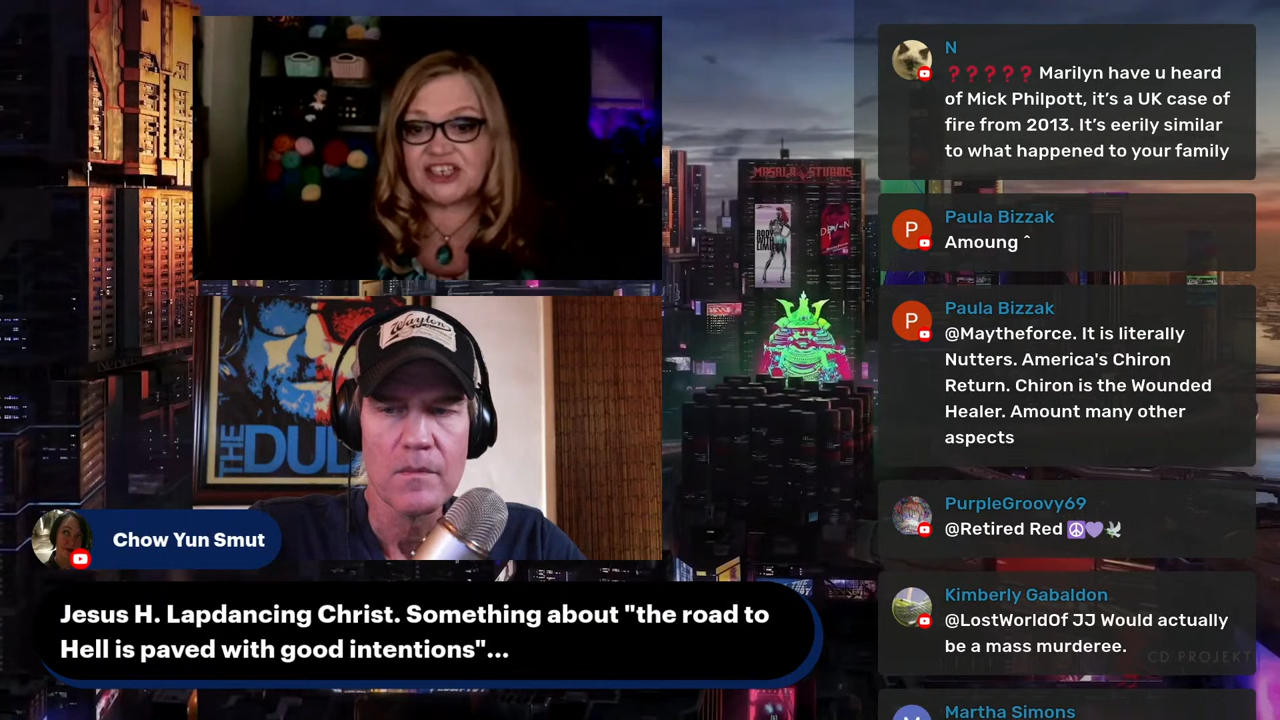 MASALA STUDIOS
BODY
WITH
LIMB
Waylon
THE
DUD
Chow Yun Smut
Jesus H. Lapdancing Christ. Something about "the road to
Hell is paved with good intentions"...
N
❓❓❓❓❓ Marilyn have u heard
of Mick Philpott, it’s a UK case of
fire from 2013. It’s eerily similar
to what happened to your family
P
Paula Bizzak
Amoung ˆ
P
Paula Bizzak
@Maytheforce. It is literally
Nutters. America's Chiron
Return. Chiron is the Wounded
Healer. Amount many other
aspects
PurpleGroovy69
@Retired Red ☮️💜🕊️
Kimberly Gabaldon
@LostWorldOf JJ Would actually
be a mass murderee.
CD PROJEKT
Martha Simons